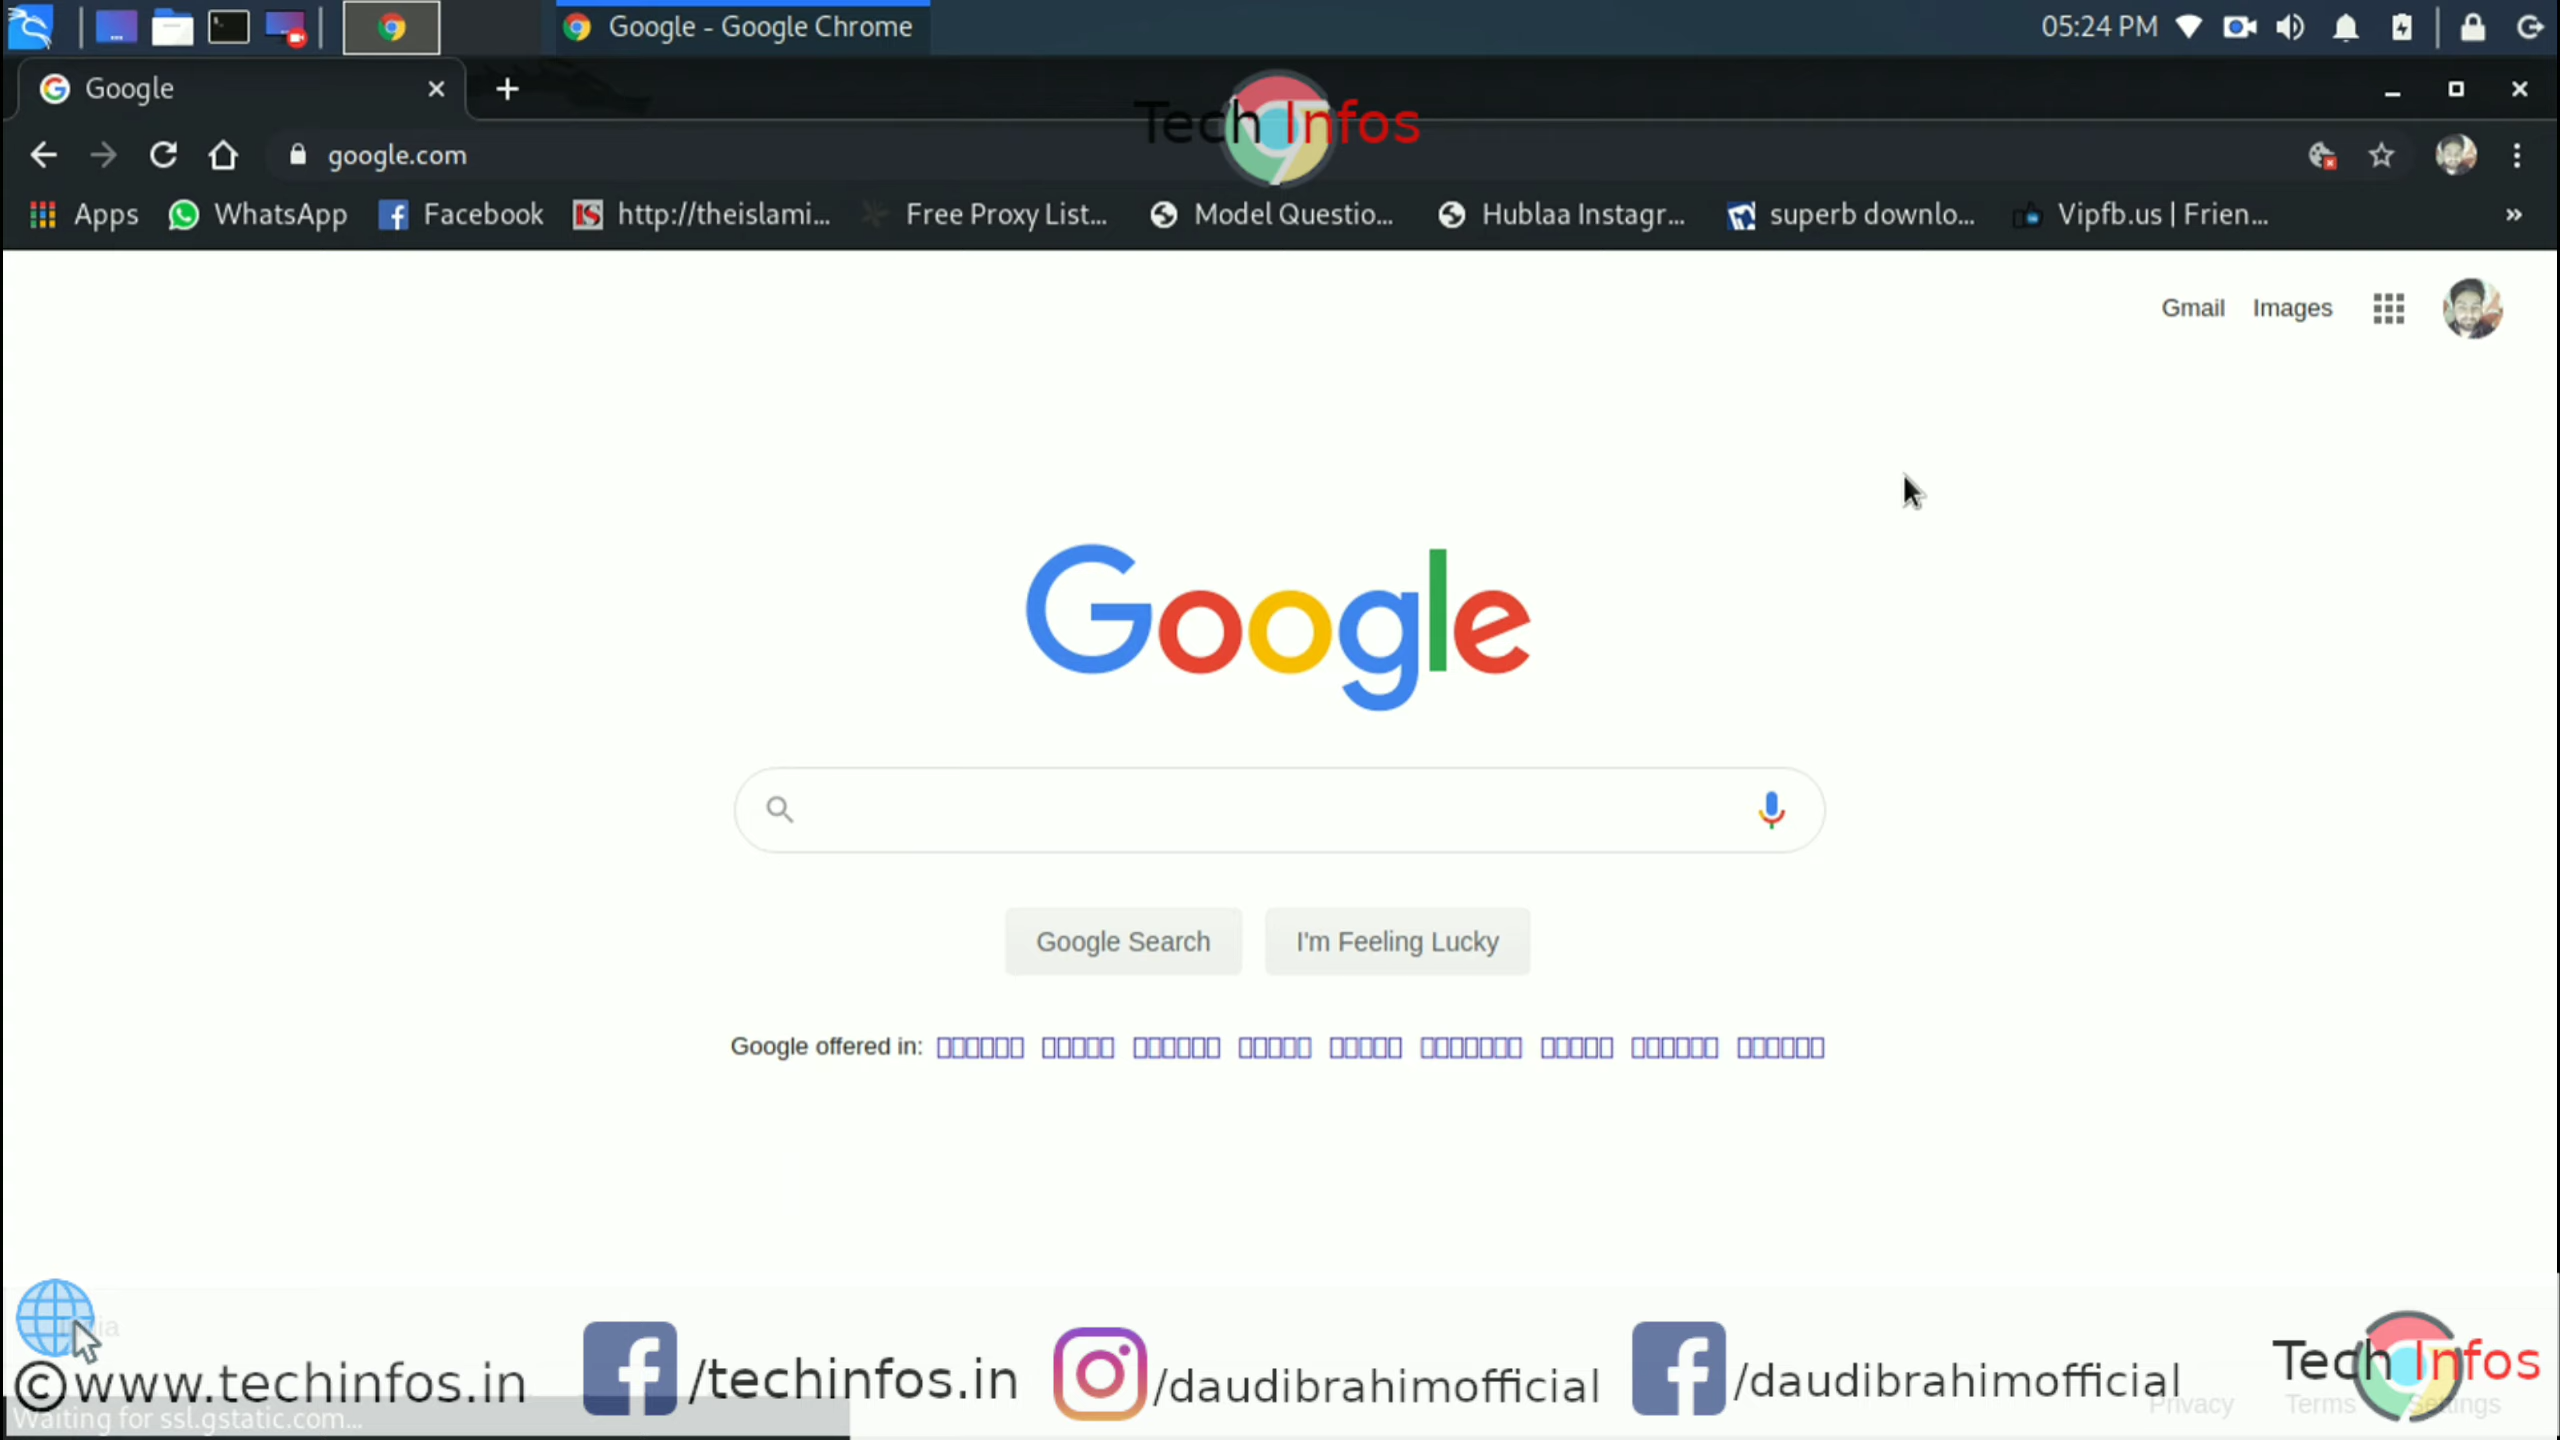 Google - Google Chrome
05:24 PM
Google
Tech Infos
google.com
Apps
WhatsApp
Facebook
http://theislami...
Free Proxy List...
Model Questio...
Hublaa Instagr...
superb downlo...
Vipfb.us | Frien...
»
Gmail
Images
Google
Google Search
I'm Feeling Lucky
Google offered in:
©www.techinfos.in
/techinfos.in
/daudibrahimofficial
/daudibrahimofficial
Tech Infos
Waiting for ssl.gstatic.com...
Privacy
Terms
Settings